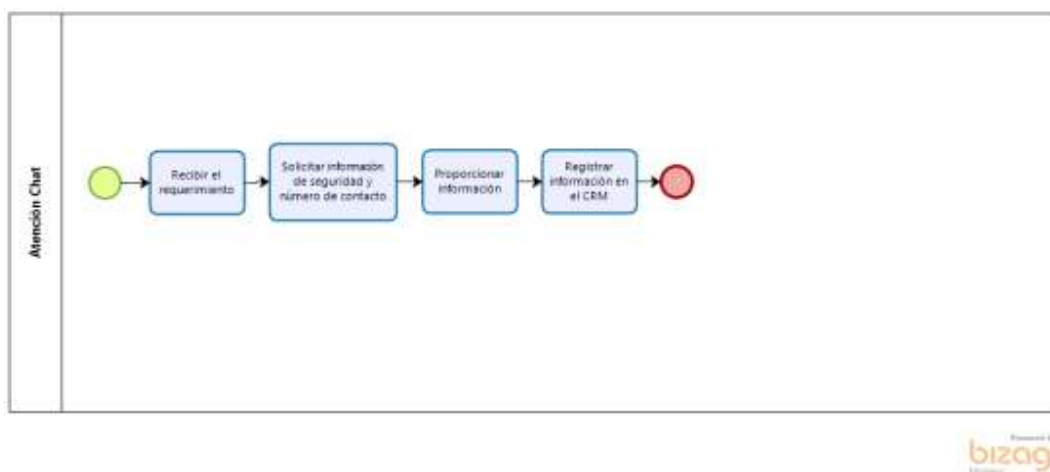 Atención Chat
Recibir el
requerimiento
Solicitar información
de seguridad y
número de contacto
Proporcionar
información
Registrar
información en
el CRM
Powered
bizag